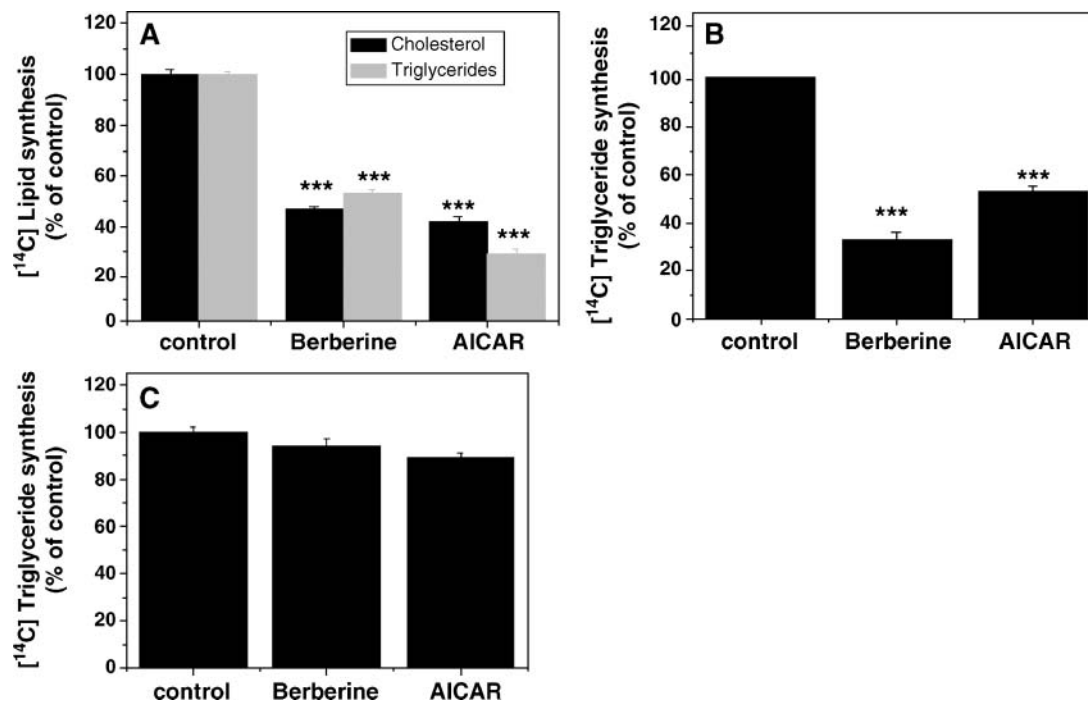 A
Cholesterol
Triglycerides
[¹⁴C] Lipid synthesis
(% of control)
120
100
80
60
40
20
0
***
***
***
***
control Berberine AICAR
B
[¹⁴C] Triglyceride synthesis
(% of control)
120
100
80
60
40
20
0
***
***
control Berberine AICAR
C
[¹⁴C] Triglyceride synthesis
(% of control)
120
100
80
60
40
20
0
control Berberine AICAR